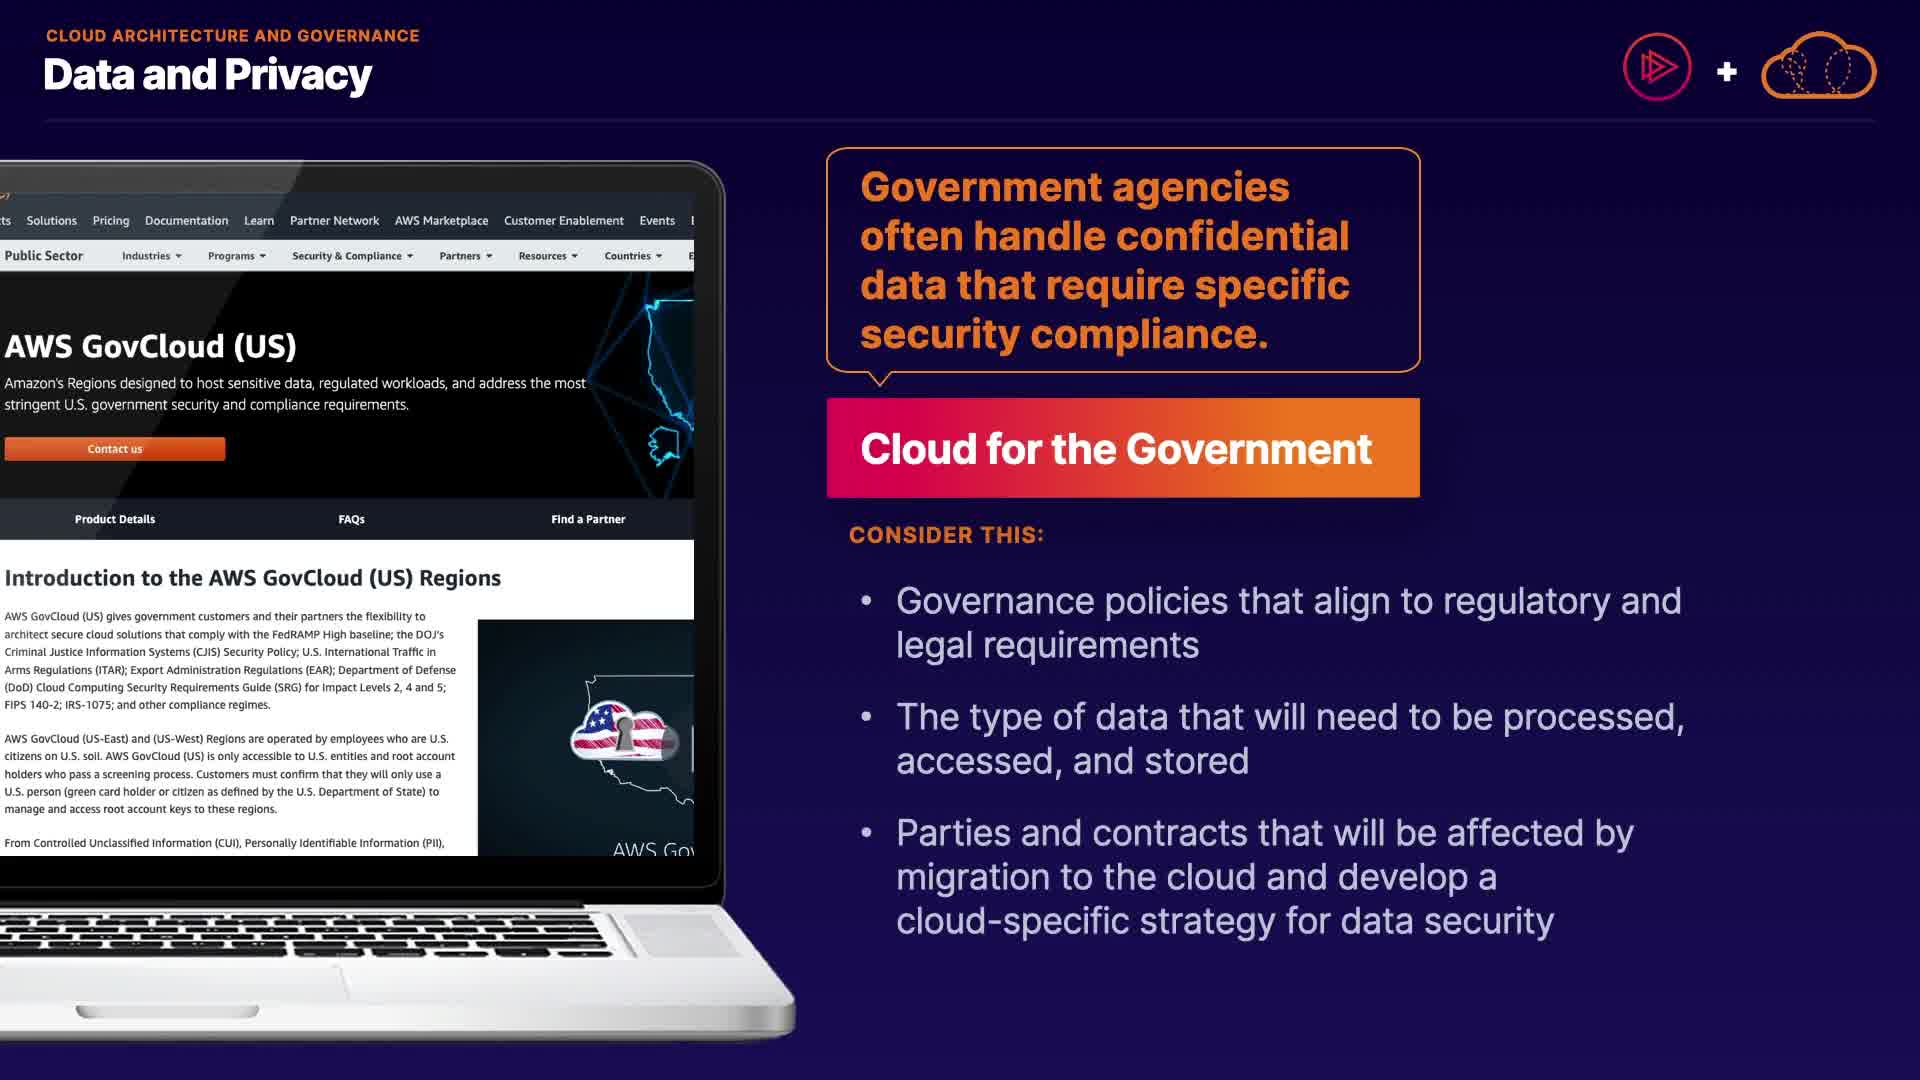 CLOUD ARCHITECTURE AND GOVERNANCE
Data and Privacy
Solutions Pricing Documentation Learn Partner Network AWS Marketplace Customer Enablement Events
Public Sector Industries Programs Security & Compliance Partners Resources Countries
AWS GovCloud (US)
Amazon's Regions designed to host sensitive data, regulated workloads, and address the most
stringent U.S. government security and compliance requirements.
Contact us
Product Details FAQs Find a Partner
Introduction to the AWS GovCloud (US) Regions
AWS GovCloud (US) gives government customers and their partners the flexibility to
architect secure cloud solutions that comply with the FedRAMP High baseline; the DOJ's
Criminal Justice Information Systems (CJIS) Security Policy; U.S. International Traffic in
Arms Regulations (ITAR); Export Administration Regulations (EAR); Department of Defense
(DoD) Cloud Computing Security Requirements Guide (SRG) for Impact Levels 2, 4 and 5;
FIPS 140-2; IRS-1075; and other compliance regimes.
AWS GovCloud (US-East) and (US-West) Regions are operated by employees who are U.S.
citizens on U.S. soil. AWS GovCloud (US) is only accessible to U.S. entities and root account
holders who pass a screening process. Customers must confirm that they will only use a
U.S. person (green card holder or citizen as defined by the U.S. Department of State) to
manage and access root account keys to these regions.
From Controlled Unclassified Information (CUI), Personally Identifiable Information (PII),
AWS Gov
Government agencies
often handle confidential
data that require specific
security compliance.
Cloud for the Government
CONSIDER THIS:
• Governance policies that align to regulatory and
legal requirements
• The type of data that will need to be processed,
accessed, and stored
• Parties and contracts that will be affected by
migration to the cloud and develop a
cloud-specific strategy for data security